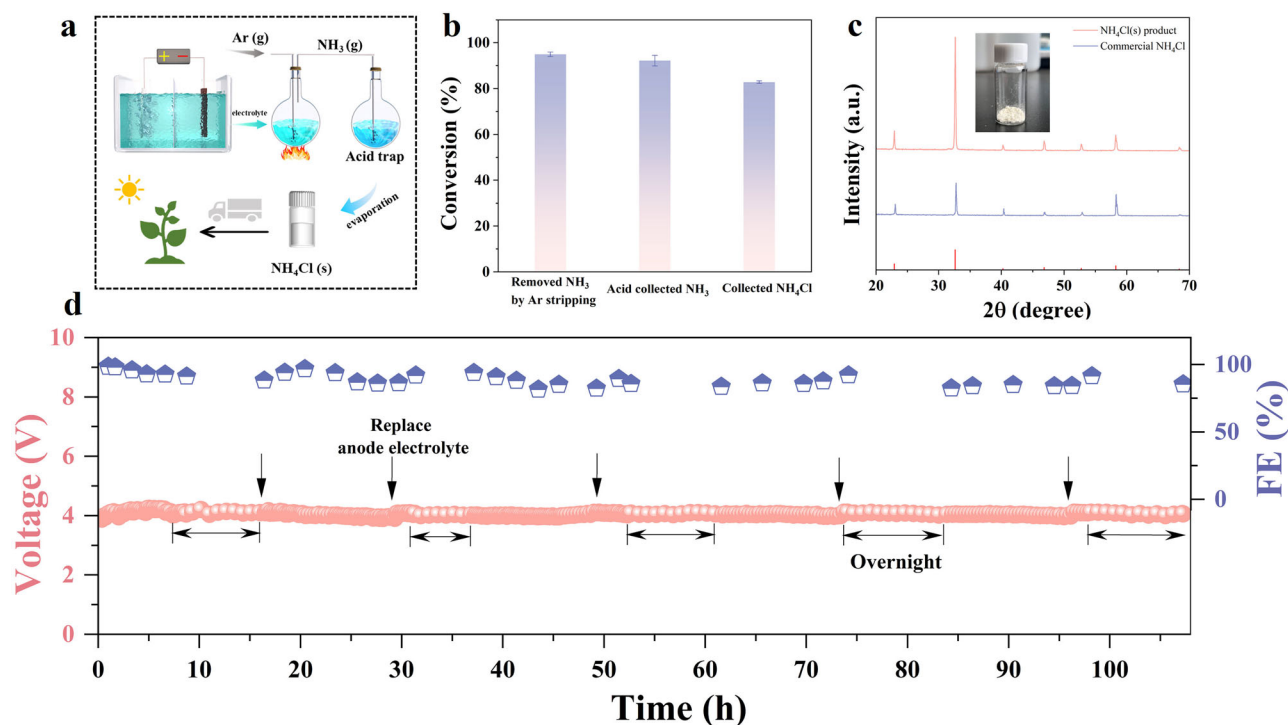 a
Ar (g)
NH₃ (g)
+ −
electrolyte
Acid trap
evaporation
NH₄Cl (s)
b
Conversion (%)
100
80
60
40
20
0
Removed NH₃
by Ar stripping
Acid collected NH₃
Collected NH₄Cl
c
Intensity (a.u.)
NH₄Cl(s) product
Commercial NH₄Cl
20 30 40 50 60 70
2θ (degree)
d
Voltage (V)
10
8
6
4
2
0
Replace
anode electrolyte
Overnight
100
50
0
FE (%)
0 10 20 30 40 50 60 70 80 90 100
Time (h)